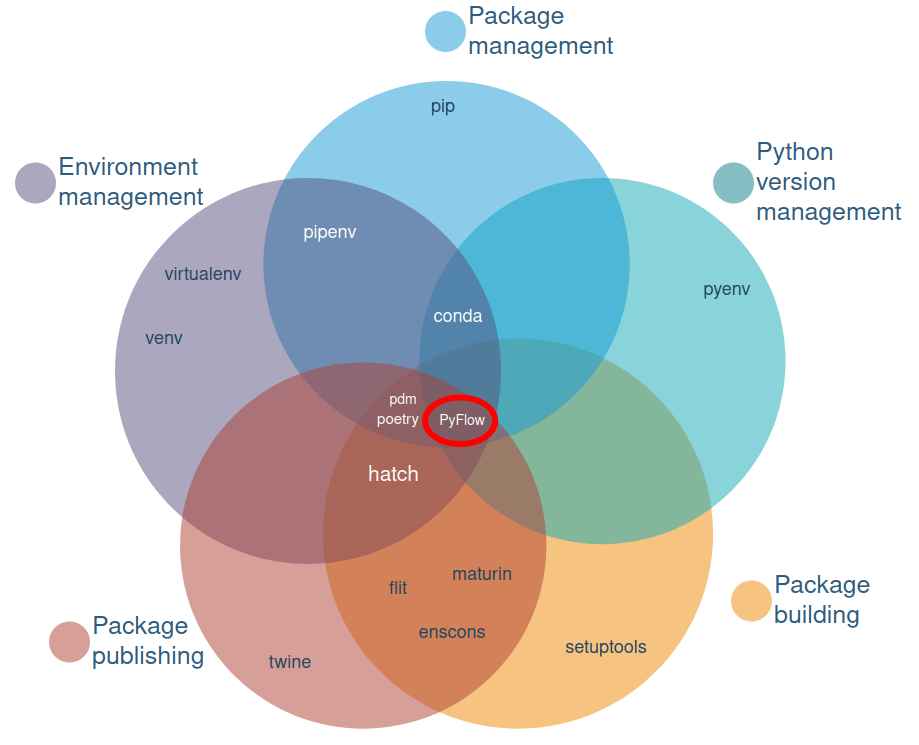 Package
management
pip
Environment
management
Python
version
management
pipenv
virtualenv
pyenv
conda
venv
pdm
poetry
PyFlow
hatch
flit
maturin
enscons
Package
building
Package
publishing
twine
setuptools